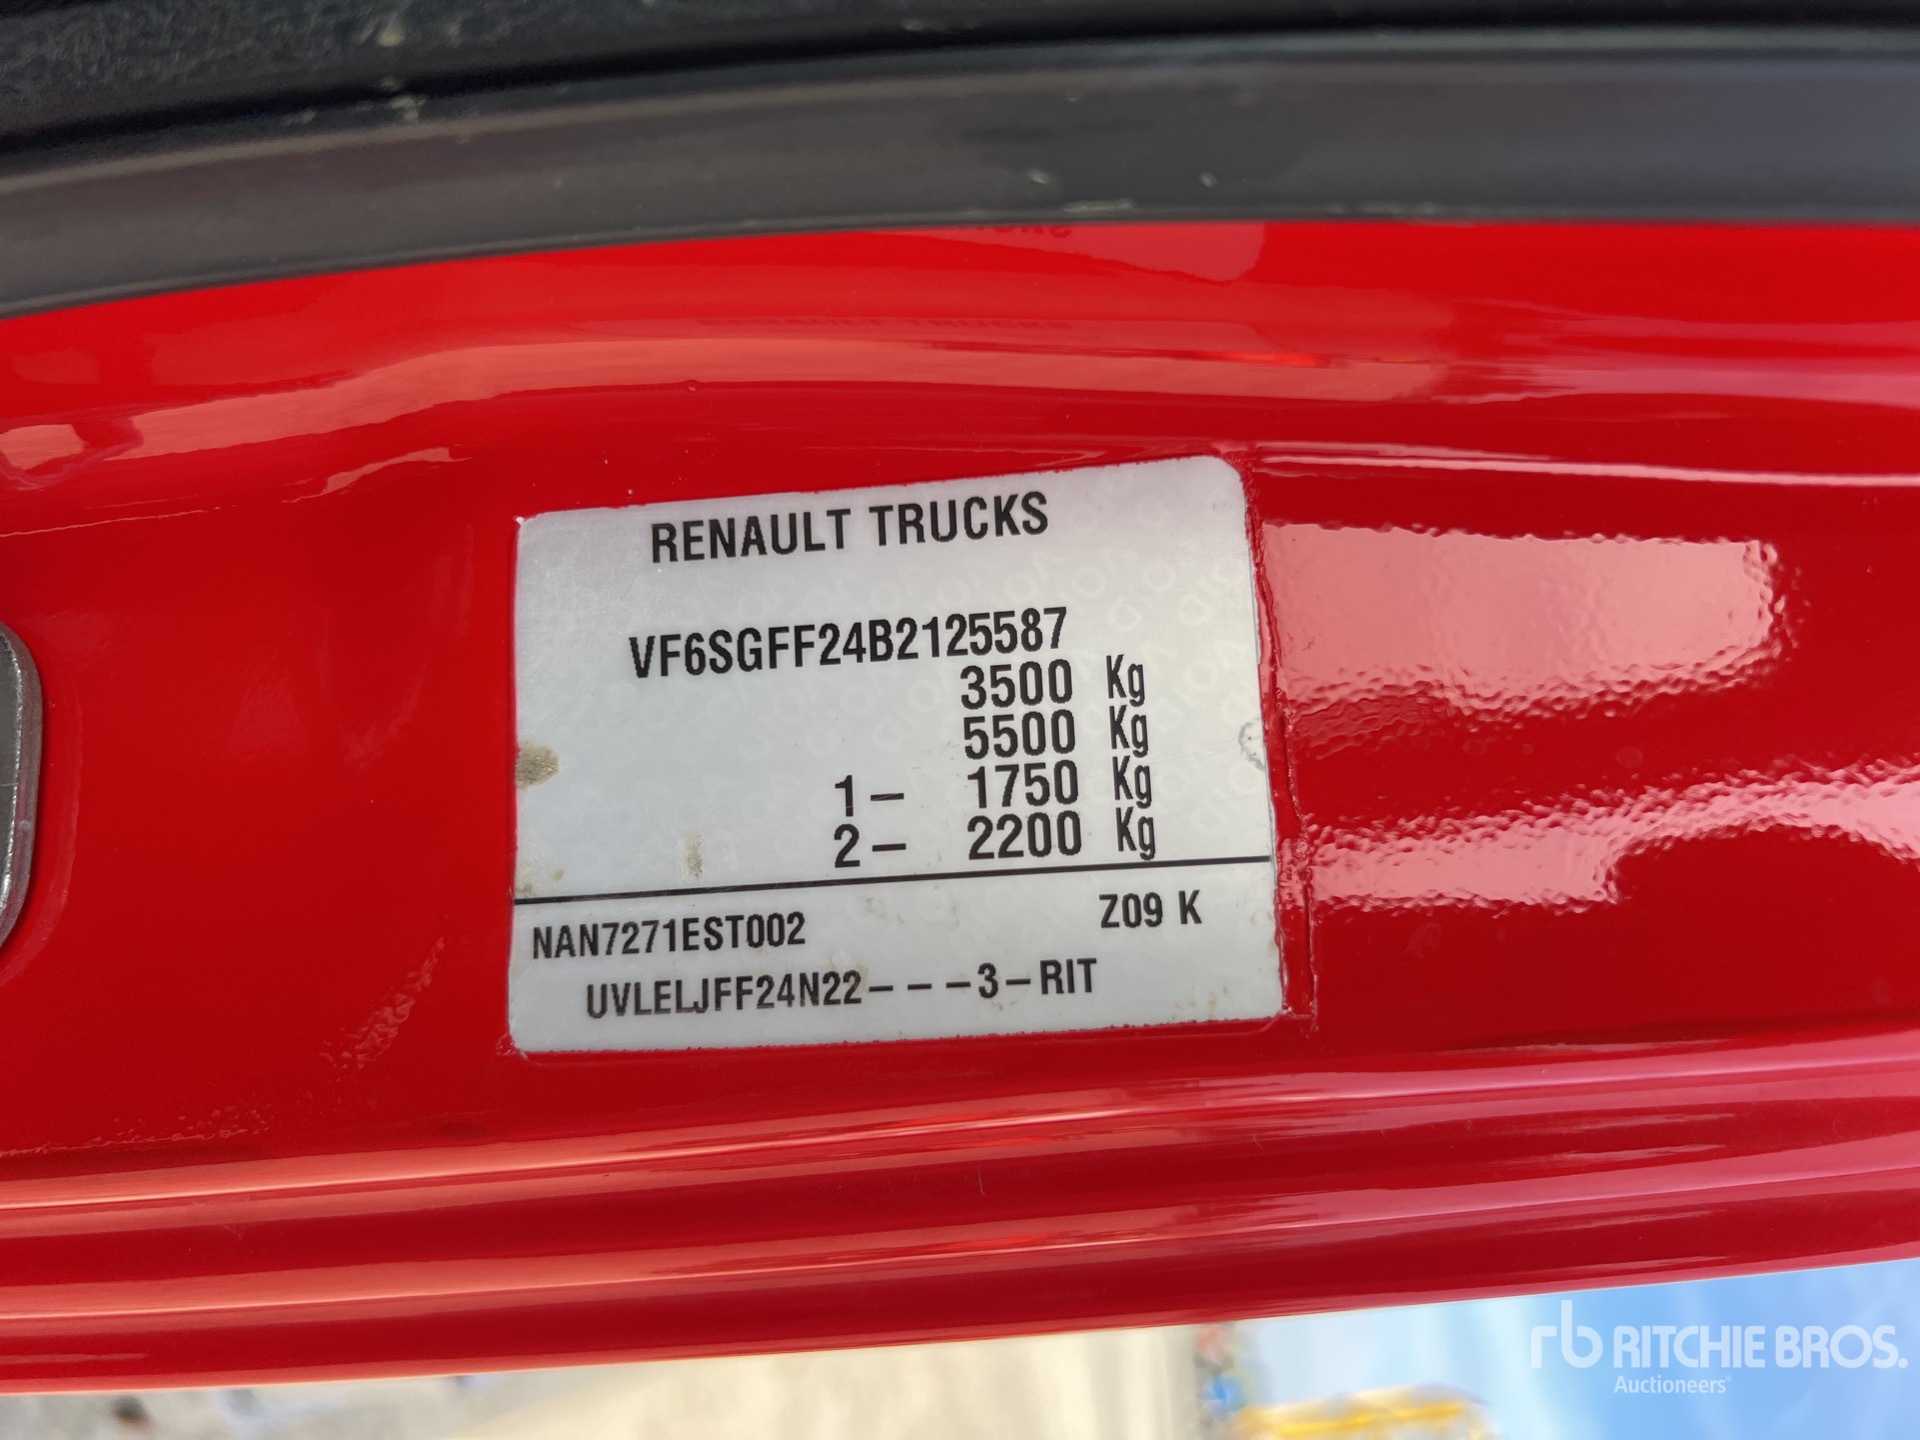 RENAULT TRUCKS
VF6SGFF24B2125587
3500 Kg
5500 Kg
1- 1750 Kg
2- 2200 Kg
NAN7271EST002 Z09 K
UVLELJFF24N22---3-RIT
rb RITCHIE BROS.
Auctioneers